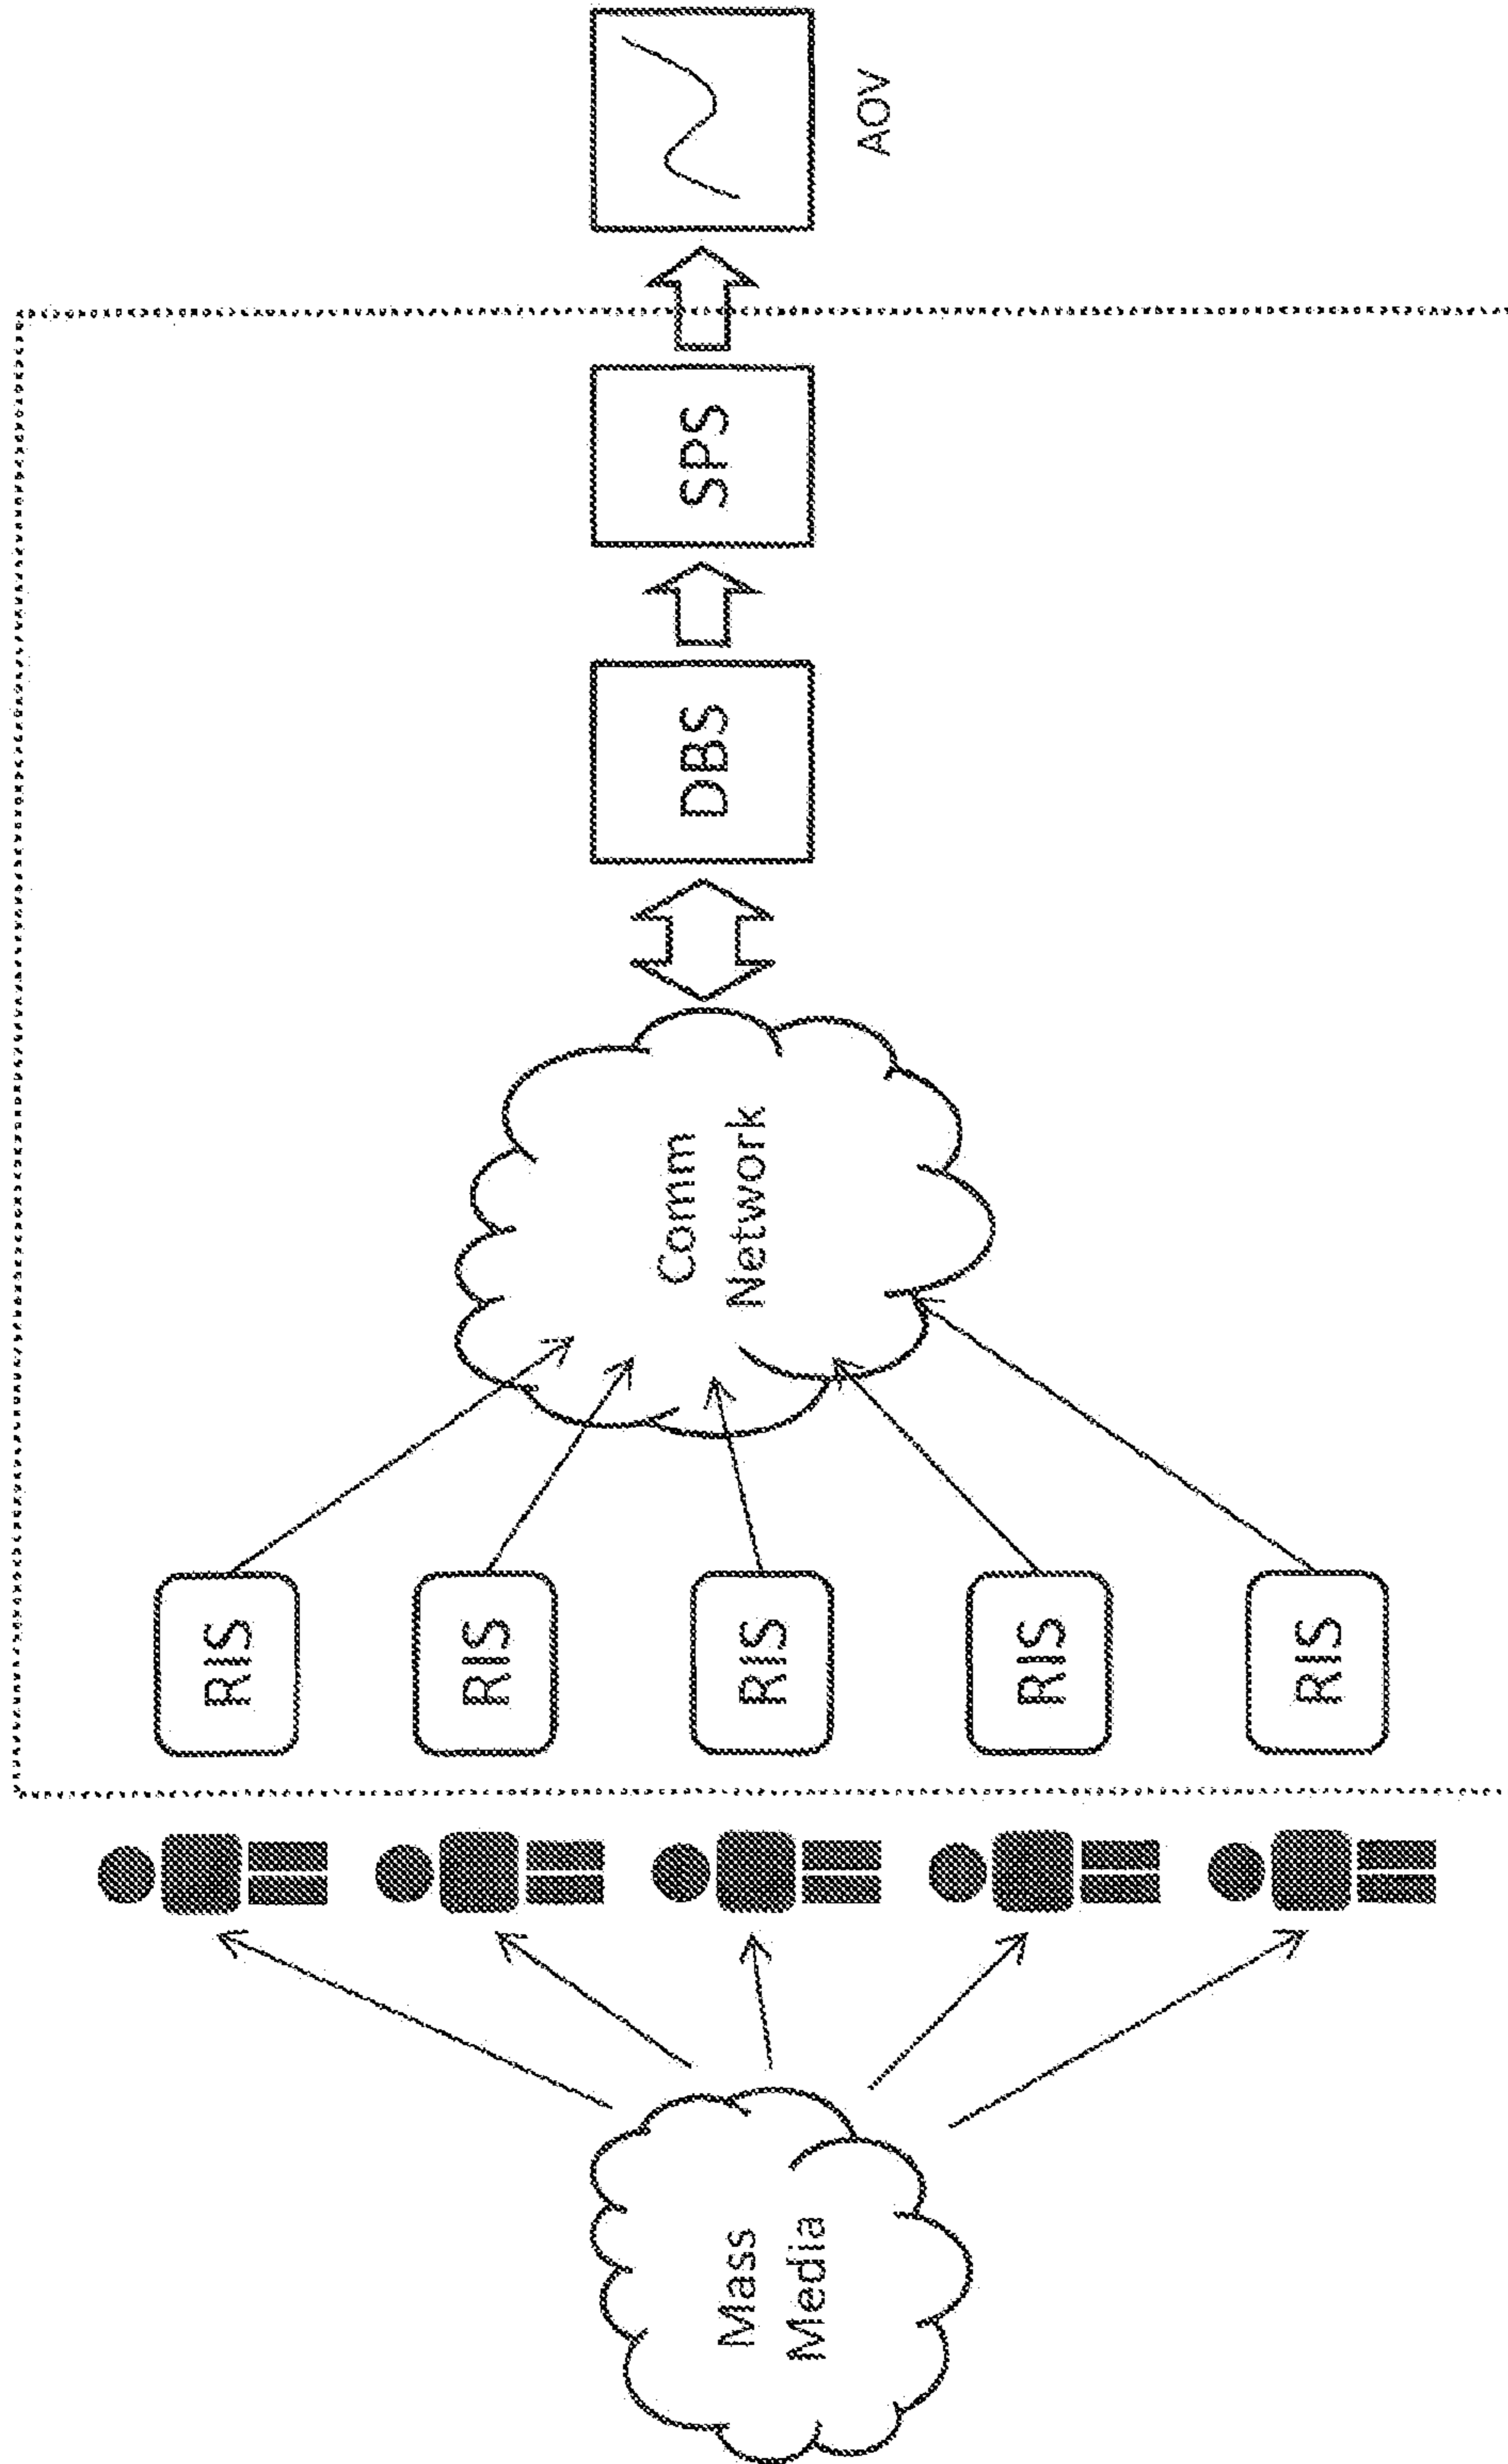 Mass
Media
RIS
RIS
RIS
RIS
RIS
Comm
Network
DBS
SPS
AOV